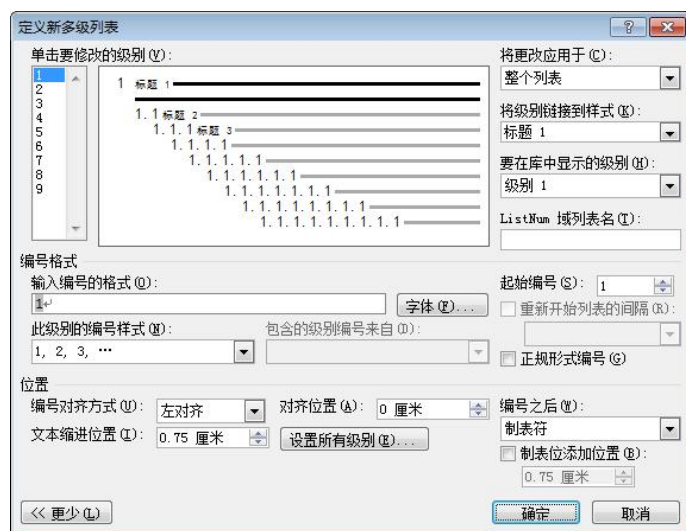 定义新多级列表
单击要修改的级别(V):
1
2
3
4
5
6
7
8
9
1 标题 1
1.1 标题 2
1.1.1 标题 3
1.1.1.1
1.1.1.1.1
1.1.1.1.1.1
1.1.1.1.1.1.1
1.1.1.1.1.1.1.1
1.1.1.1.1.1.1.1.1
将更改应用于(C):
整个列表
将级别链接到样式(K):
标题 1
要在库中显示的级别(H):
级别 1
ListNum 域列表名(T):
编号格式
输入编号的格式(O):
1↵
字体(F)...
起始编号(S): 1
重新开始列表的间隔(R):
此级别的编号样式(N):
包含的级别编号来自(D):
1, 2, 3, …
正规形式编号(G)
位置
编号对齐方式(U): 左对齐 对齐位置(A): 0 厘米
编号之后(W):
制表符
文本缩进位置(I): 0.75 厘米 设置所有级别(E)...
制表位添加位置(B):
0.75 厘米
<< 更少(L) 确定 取消